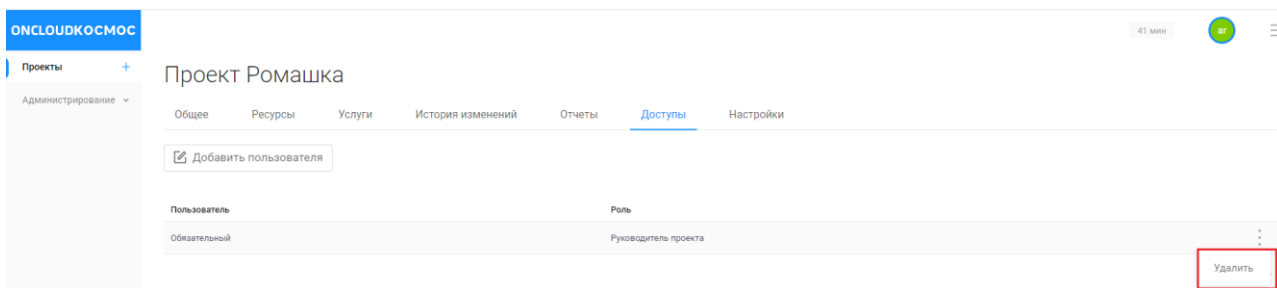 ONCLOUDКОСМОС
41 мин
ar
Проекты +
Администрирование
Проект Ромашка
Общее Ресурсы Услуги История изменений Отчеты Доступы Настройки
Добавить пользователя
Пользователь Роль
Обязательный Руководитель проекта
Удалить